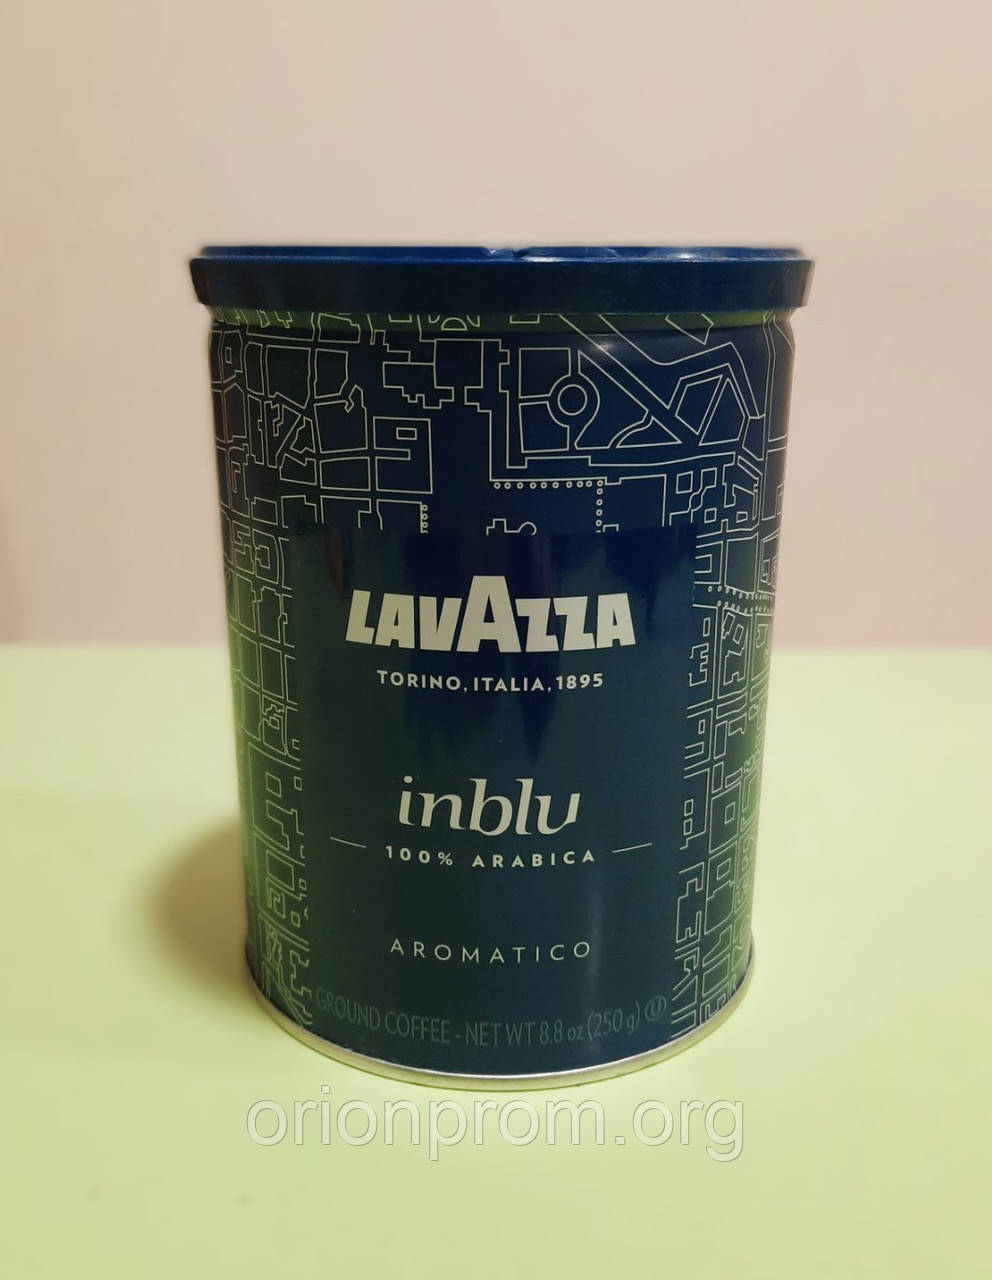 LAVAZZA
TORINO, ITALIA, 1895
inblu
100% ARABICA
AROMATICO
GROUND COFFEE - NET WT 8.8 oz (250 g) U
orionprom.org